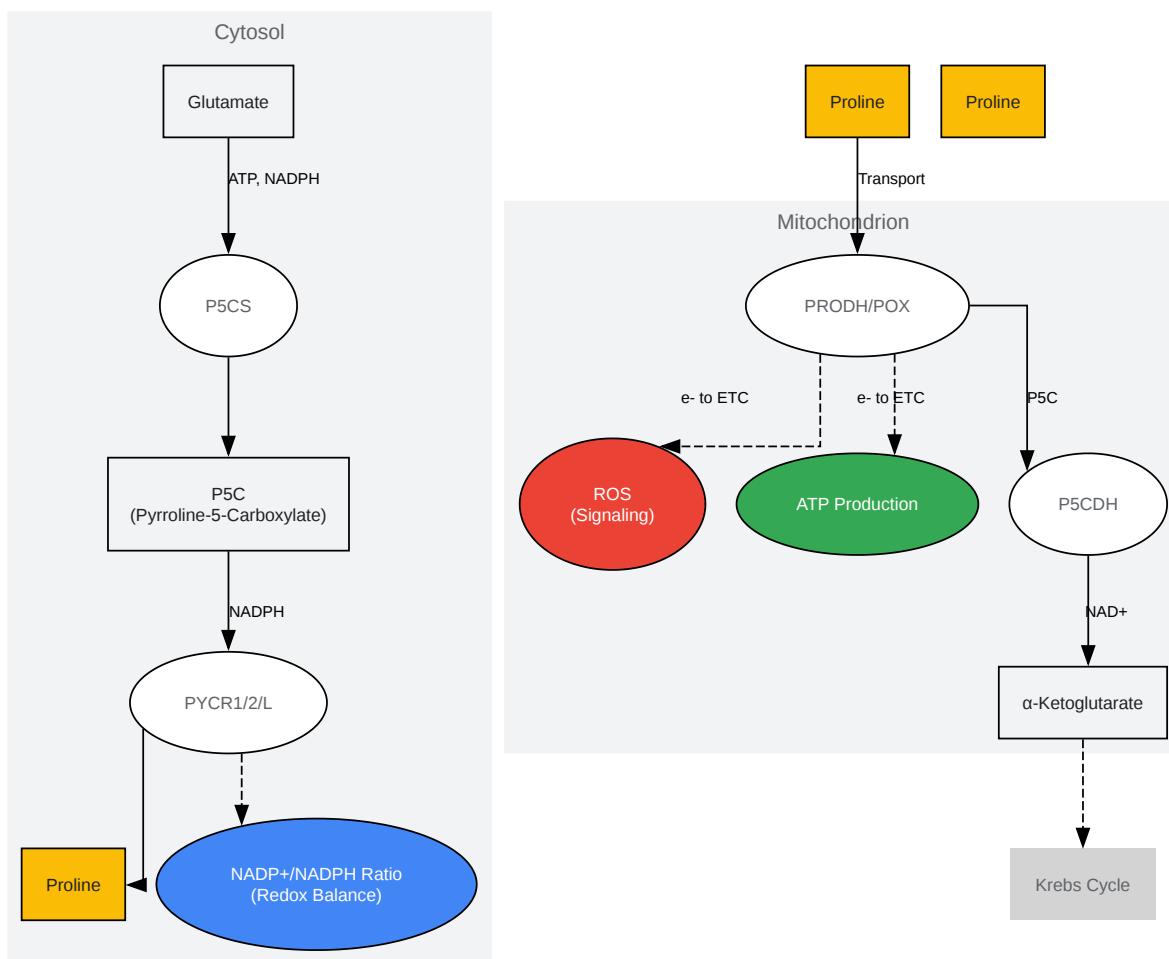 Cytosol
Glutamate
ATP, NADPH
P5CS
P5C
(Pyrroline-5-Carboxylate)
NADPH
PYCR1/2/L
Proline
NADP+/NADPH Ratio
(Redox Balance)
Proline
Proline
Transport
Mitochondrion
PRODH/POX
e- to ETC
e- to ETC
P5C
ROS
(Signaling)
ATP Production
P5CDH
NAD+
α-Ketoglutarate
Krebs Cycle